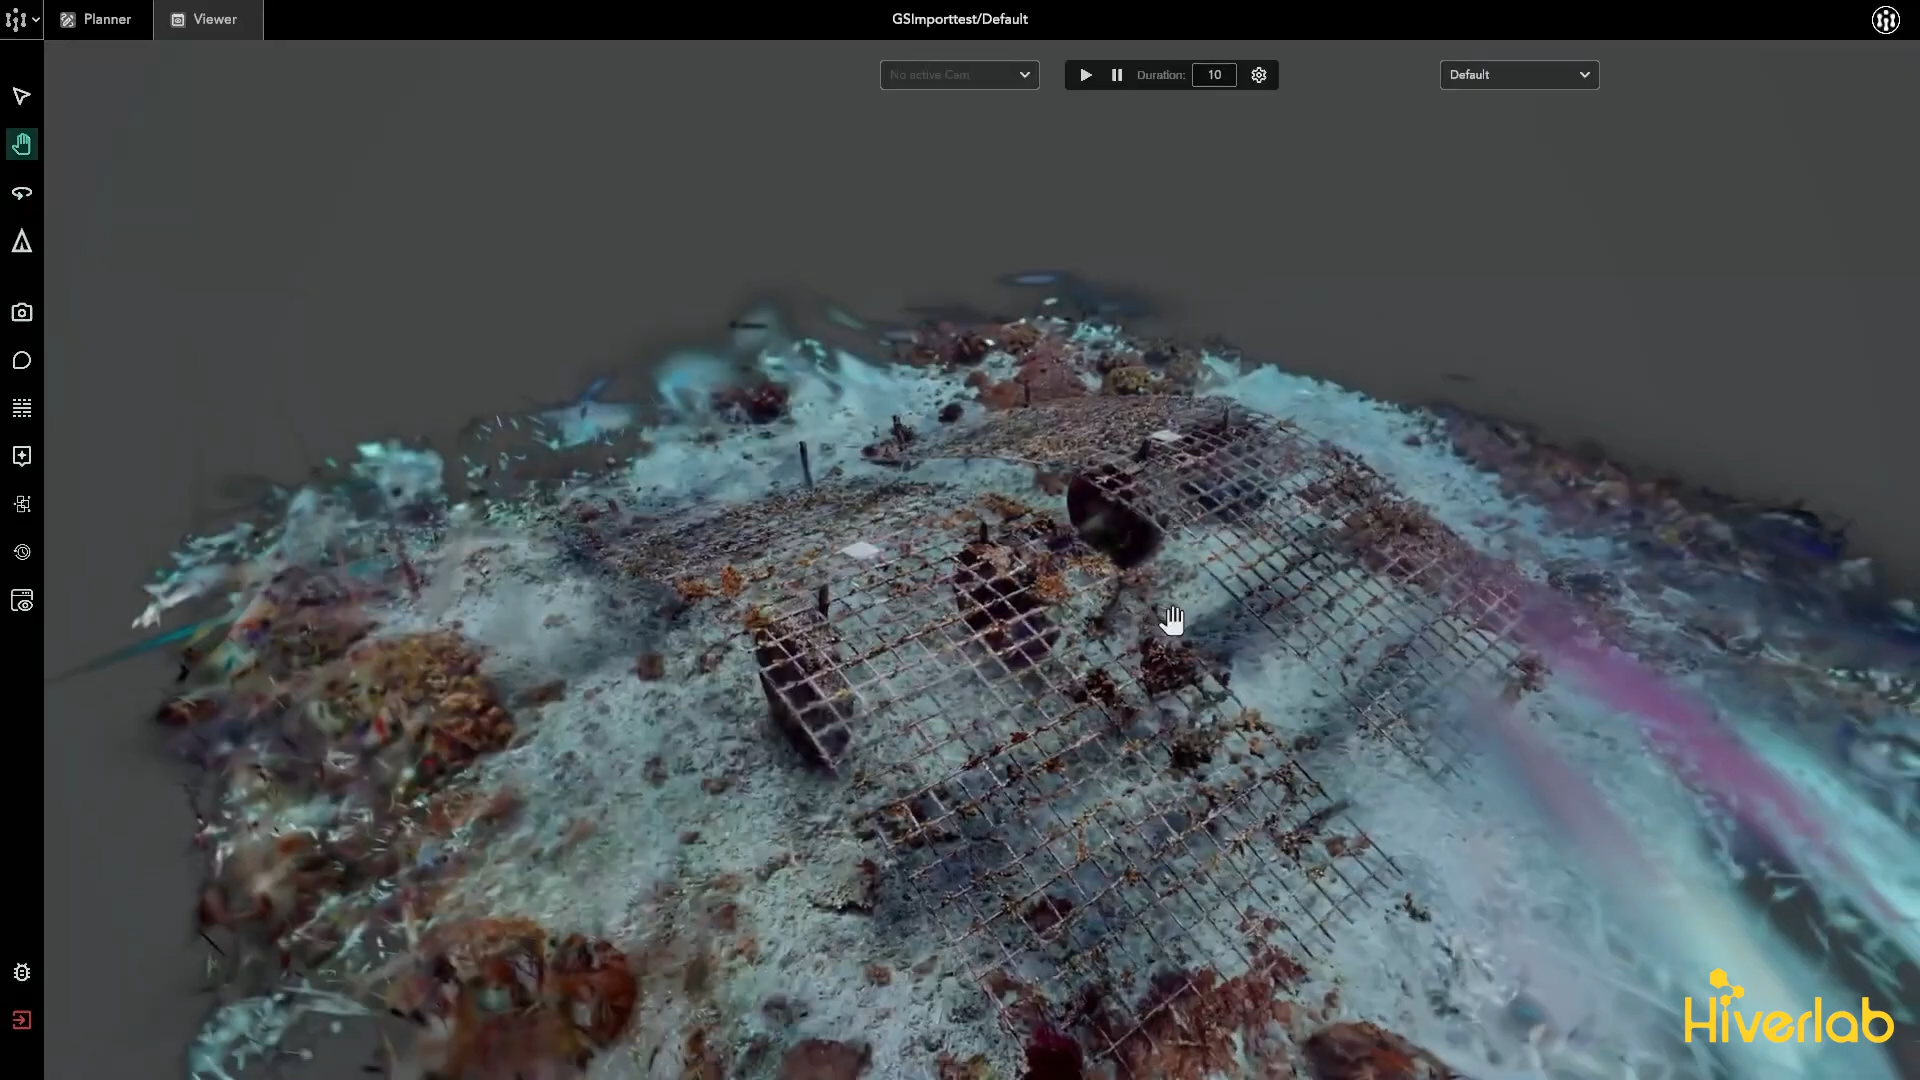 Planner
Viewer
GSImporttest/Default
No active Cam
Duration:
10
Default
Hiverlab